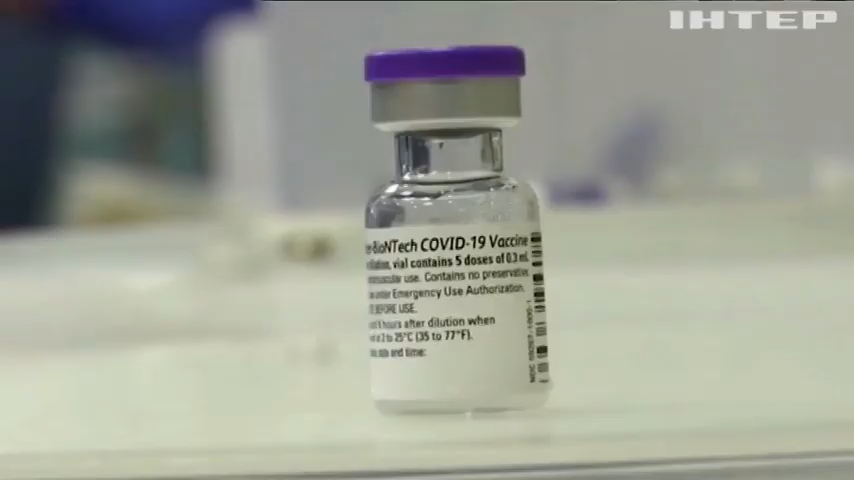 ІНТЕР
BioNTech COVID-19 Vaccine
vial contains 5 doses of 0.3 mL
use. Contains no preservative
under Emergency Use Authorization.
BEFORE USE.
hours after dilution when
2 to 25°C (35 to 77°F).
and time: